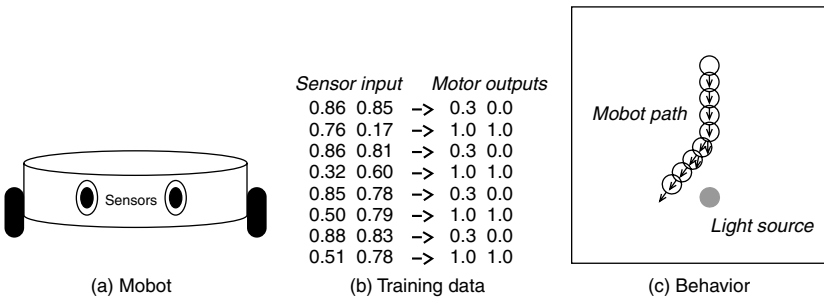 Sensors
(a) Mobot
Sensor input Motor outputs
0.86 0.85 –> 0.3 0.0
0.76 0.17 –> 1.0 1.0
0.86 0.81 –> 0.3 0.0
0.32 0.60 –> 1.0 1.0
0.85 0.78 –> 0.3 0.0
0.50 0.79 –> 1.0 1.0
0.88 0.83 –> 0.3 0.0
0.51 0.78 –> 1.0 1.0
(b) Training data
Mobot path
Light source
(c) Behavior